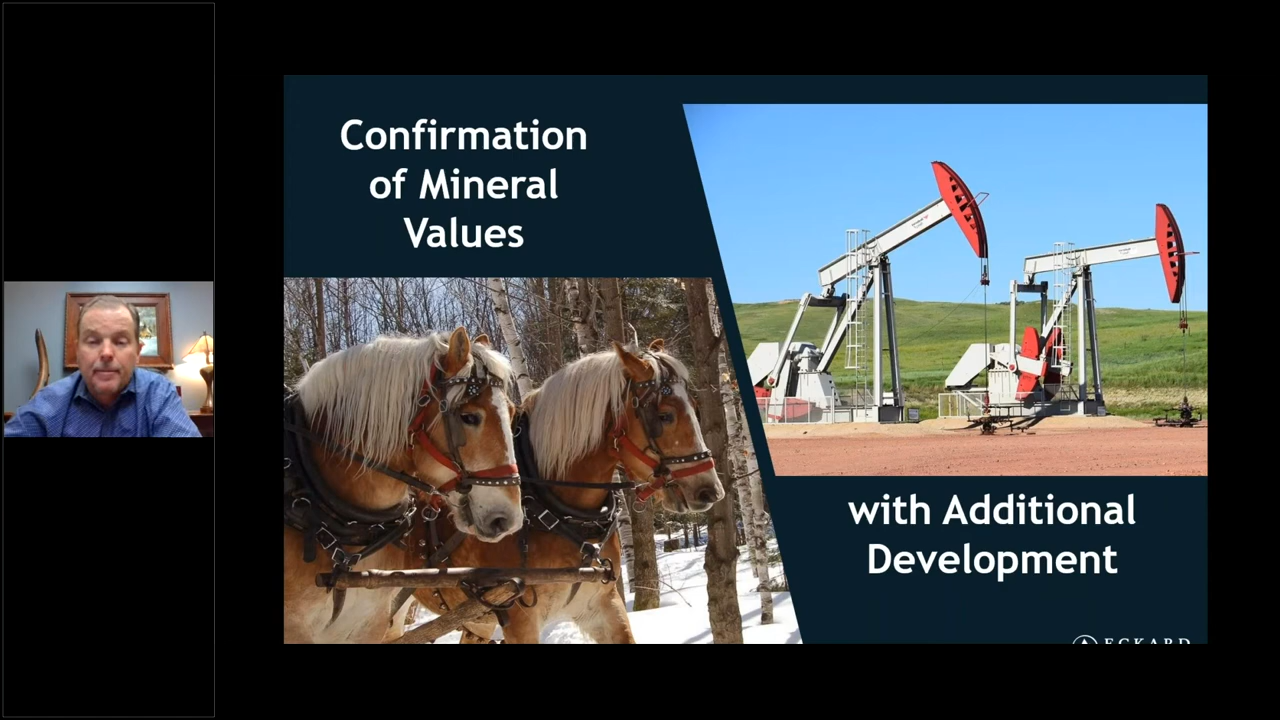 Confirmation
of Mineral
Values
with Additional
Development
ECKARD